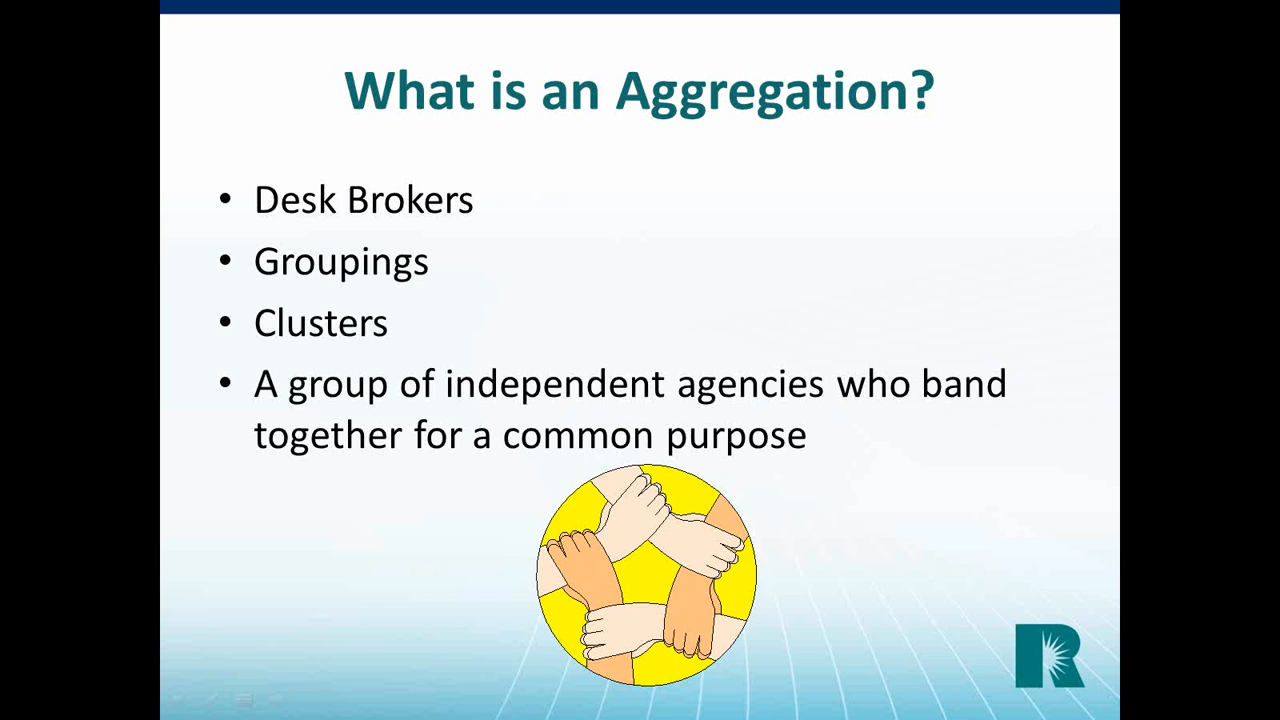 What is an Aggregation?
• Desk Brokers
• Groupings
• Clusters
• A group of independent agencies who band
together for a common purpose
R